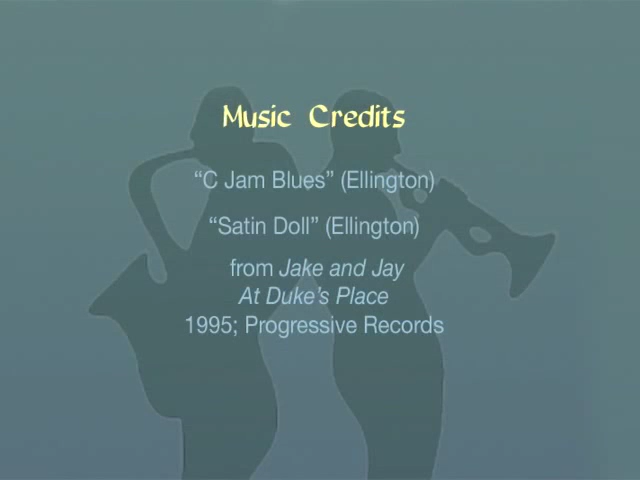 Music Credits
“C Jam Blues” (Ellington)
“Satin Doll” (Ellington)
from Jake and Jay
At Duke’s Place
1995; Progressive Records